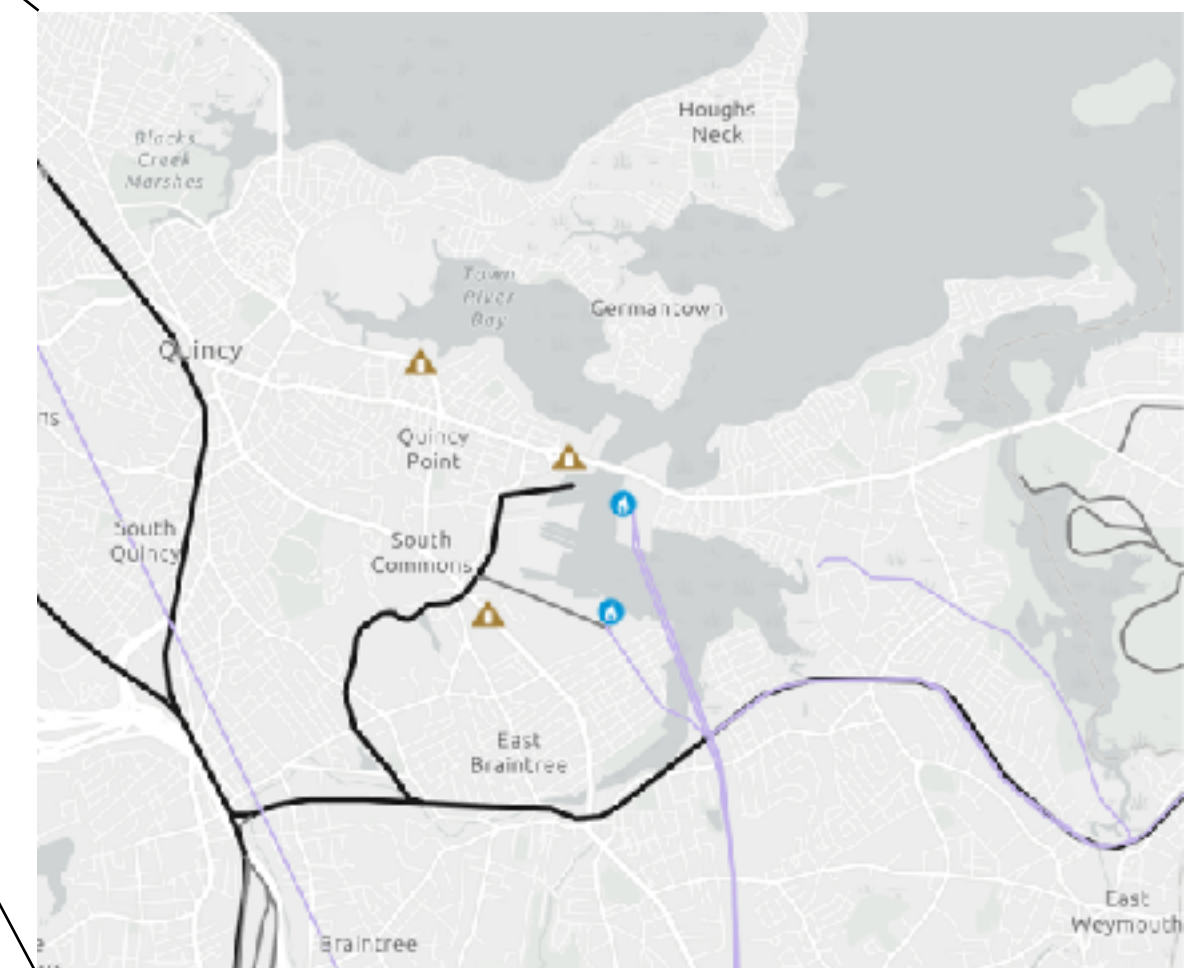 Houghs
Neck
Blacks
Creek
Marshes
Town
River
Bay
Germantown
Quincy
ns
Quincy
Point
South
Quincy
South
Commons
East
Braintree
East
Weymouth
Braintree
e